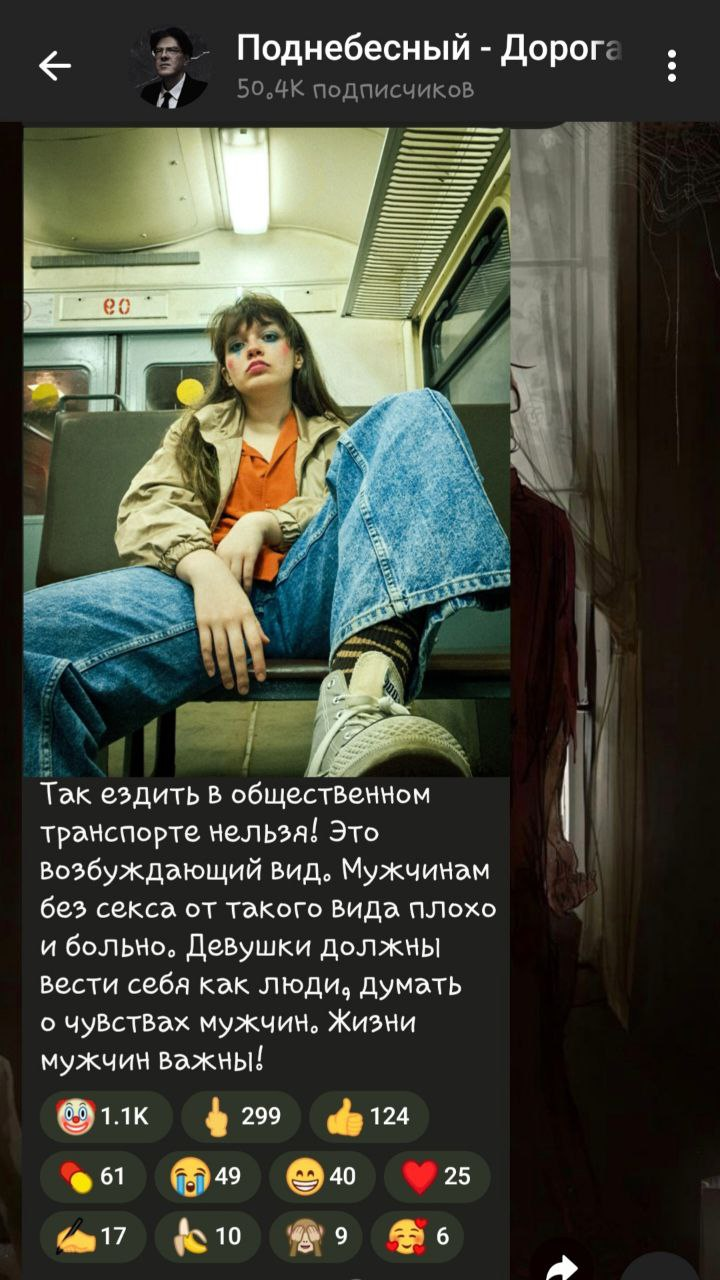 Поднебесный - Дорога
50.4K подписчиков
60
Так ездить в общественном
транспорте нельзя! Это
возбуждающий вид. Мужчинам
без секса от такого вида плохо
и больно. Девушки должны
вести себя как люди, думать
о чувствах мужчин. Жизни
мужчин важны!
1.1K 299 124
61 49 40 25
17 10 9 6